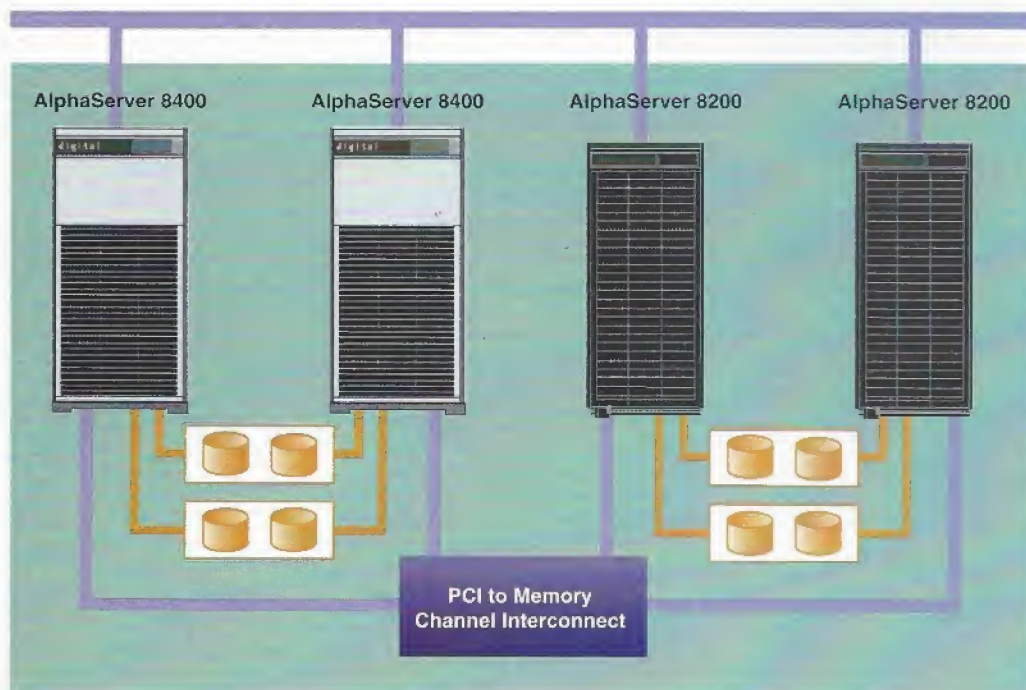 AlphaServer 8400
AlphaServer 8400
AlphaServer 8200
AlphaServer 8200
digital
digital
PCI to Memory
Channel Interconnect